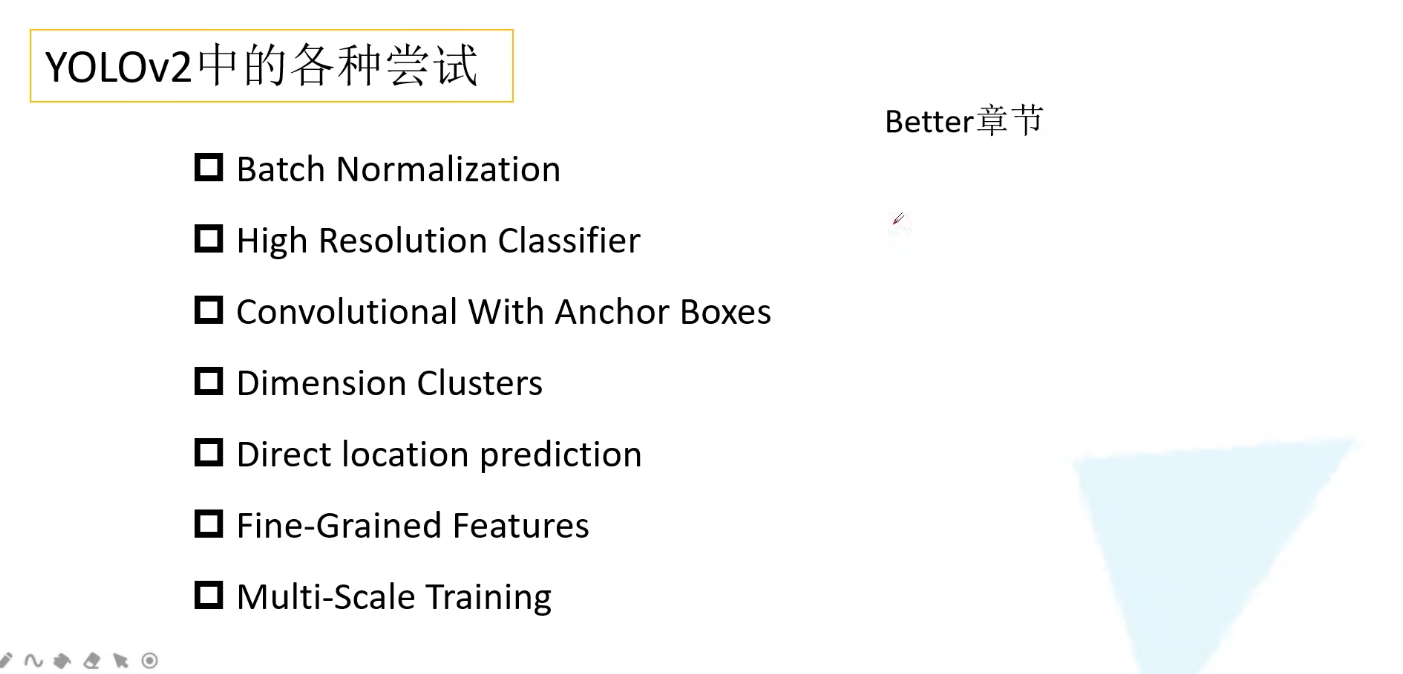 YOLOv2中的各种尝试
Better章节
Batch Normalization
High Resolution Classifier
Convolutional With Anchor Boxes
Dimension Clusters
Direct location prediction
Fine-Grained Features
Multi-Scale Training